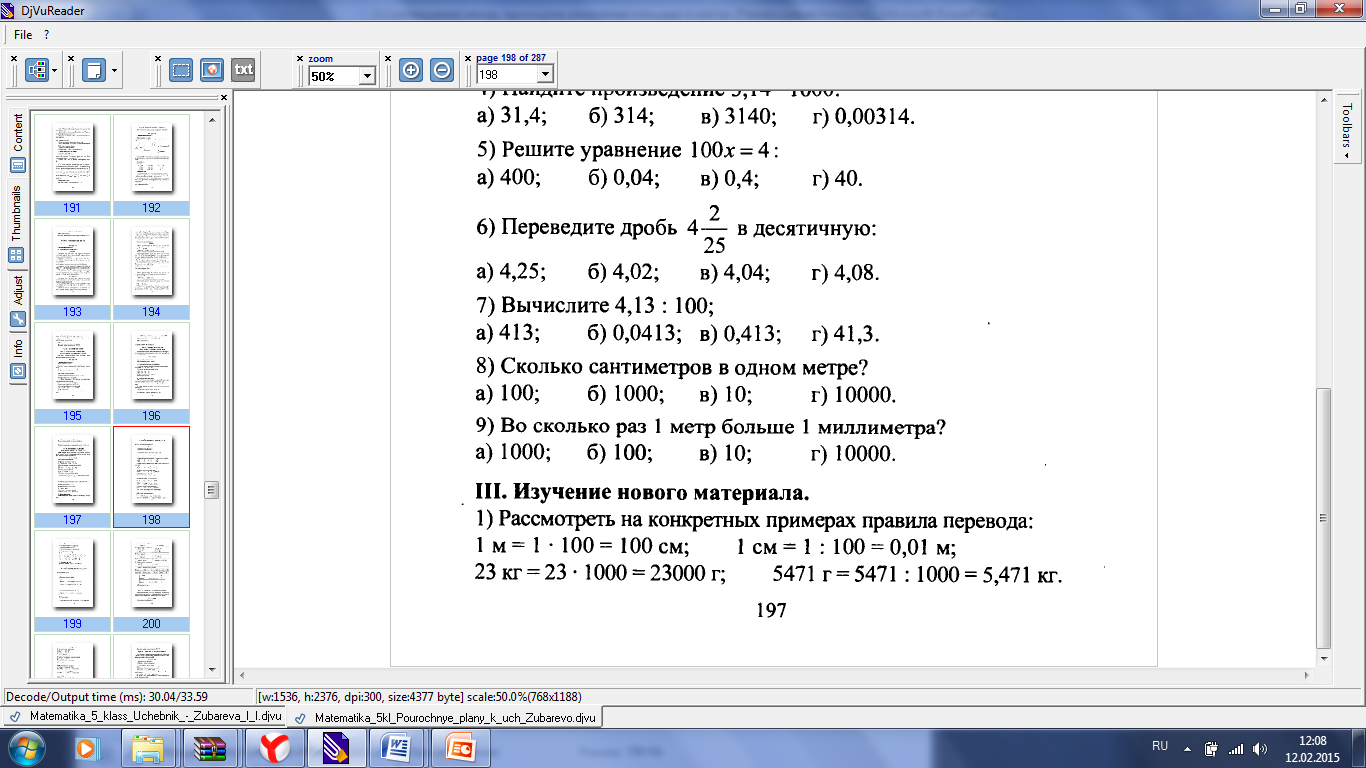 DjVuReader
File ?
zoom
50%
page 198 of 287
198
txt
Content
Thumbnails
Adjust
Info
Toolbars
191 192
193 194
195 196
197 198
199 200
а) 31,4; б) 314; в) 3140; г) 0,00314.
5) Решите уравнение 100x = 4 :
а) 400; б) 0,04; в) 0,4; г) 40.
6) Переведите дробь 4 2/25 в десятичную:
а) 4,25; б) 4,02; в) 4,04; г) 4,08.
7) Вычислите 4,13 : 100;
а) 413; б) 0,0413; в) 0,413; г) 41,3.
8) Сколько сантиметров в одном метре?
а) 100; б) 1000; в) 10; г) 10000.
9) Во сколько раз 1 метр больше 1 миллиметра?
а) 1000; б) 100; в) 10; г) 10000.
III. Изучение нового материала.
1) Рассмотреть на конкретных примерах правила перевода:
1 м = 1 · 100 = 100 см; 1 см = 1 : 100 = 0,01 м;
23 кг = 23 · 1000 = 23000 г; 5471 г = 5471 : 1000 = 5,471 кг.
197
Decode/Output time (ms): 30.04/33.59 [w:1536, h:2376, dpi:300, size:4377 byte] scale:50.0%(768x1188)
Matematika_5_klass_Uchebnik_-_Zubareva_I_I.djvu Matematika_5kl_Pourochnye_plany_k_uch_Zubarevo.djvu
RU
12:08
12.02.2015